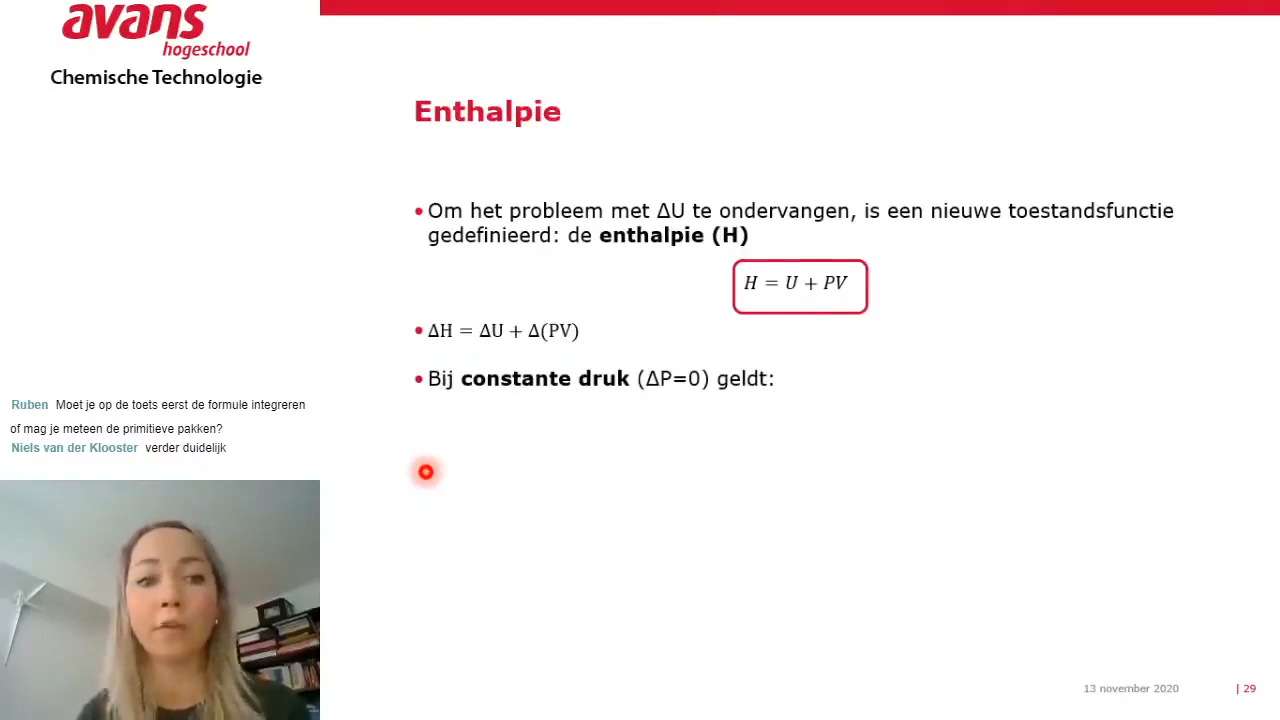 avans
hogeschool
Chemische Technologie
Enthalpie
• Om het probleem met ΔU te ondervangen, is een nieuwe toestandsfunctie
gedefinieerd: de enthalpie (H)
H = U + PV
• ΔH = ΔU + Δ(PV)
• Bij constante druk (ΔP=0) geldt:
Ruben Moet je op de toets eerst de formule integreren
of mag je meteen de primitieve pakken?
Niels van der Klooster verder duidelijk
13 november 2020
| 29